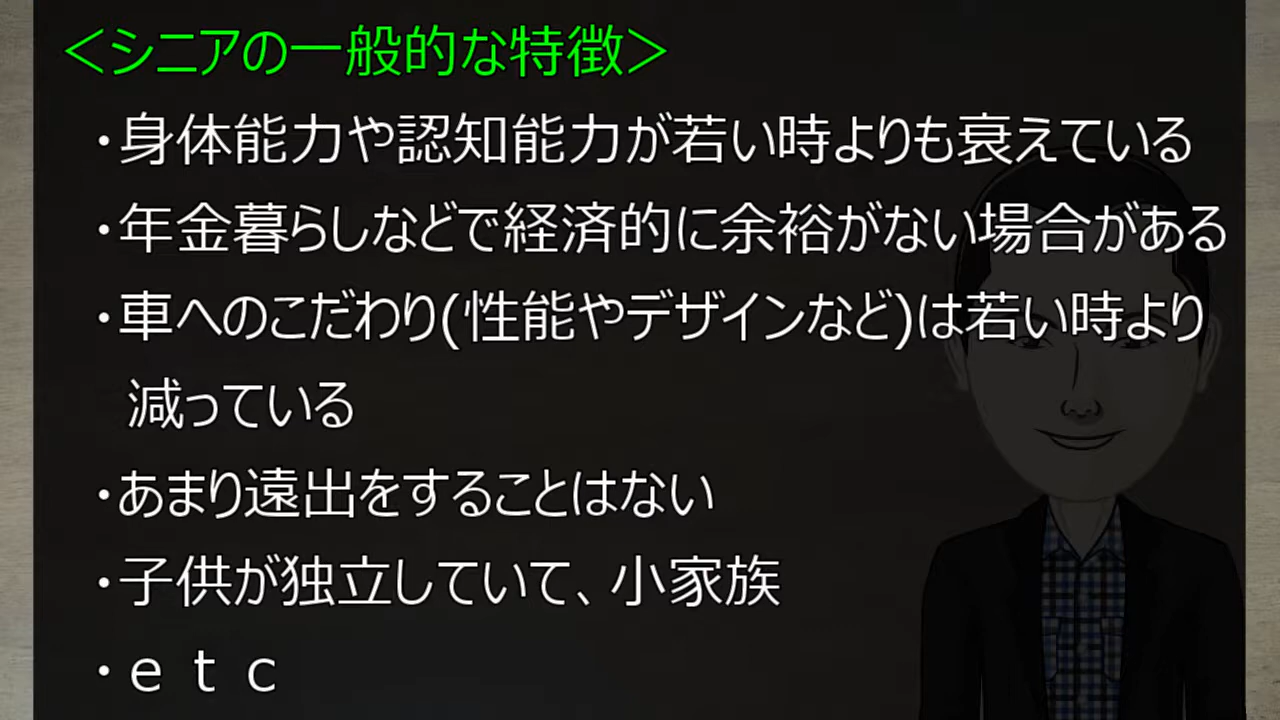 ＜シニアの一般的な特徴＞
・身体能力や認知能力が若い時よりも衰えている
・年金暮らしなどで経済的に余裕がない場合がある
・車へのこだわり(性能やデザインなど)は若い時より
減っている
・あまり遠出をすることはない
・子供が独立していて、小家族
・ｅｔｃ